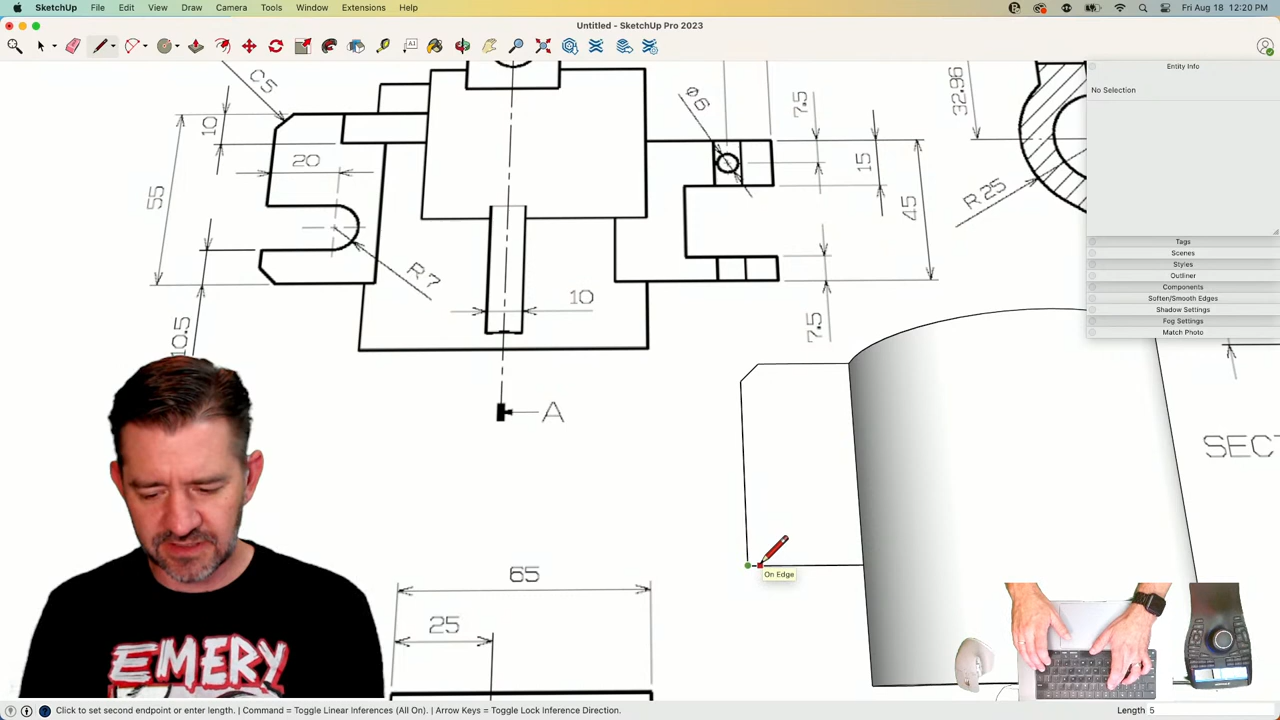 SketchUp File Edit View Draw Camera Tools Window Extensions Help
Fri Aug 18 12:20 PM
Untitled - SketchUp Pro 2023
Entity Info
No Selection
Tags
Scenes
Styles
Outliner
Components
Soften/Smooth Edges
Shadow Settings
Fog Settings
Match Photo
C5
10
20
55
R7
10
10.5
Ø6
7.5
15
45
7.5
32.96
R25
A
65
25
SECT
On Edge
EMERY
Click to set second endpoint or enter length. | Command = Toggle Linear Inferences (All On). | Arrow Keys = Toggle Lock Inference Direction.
Length 5